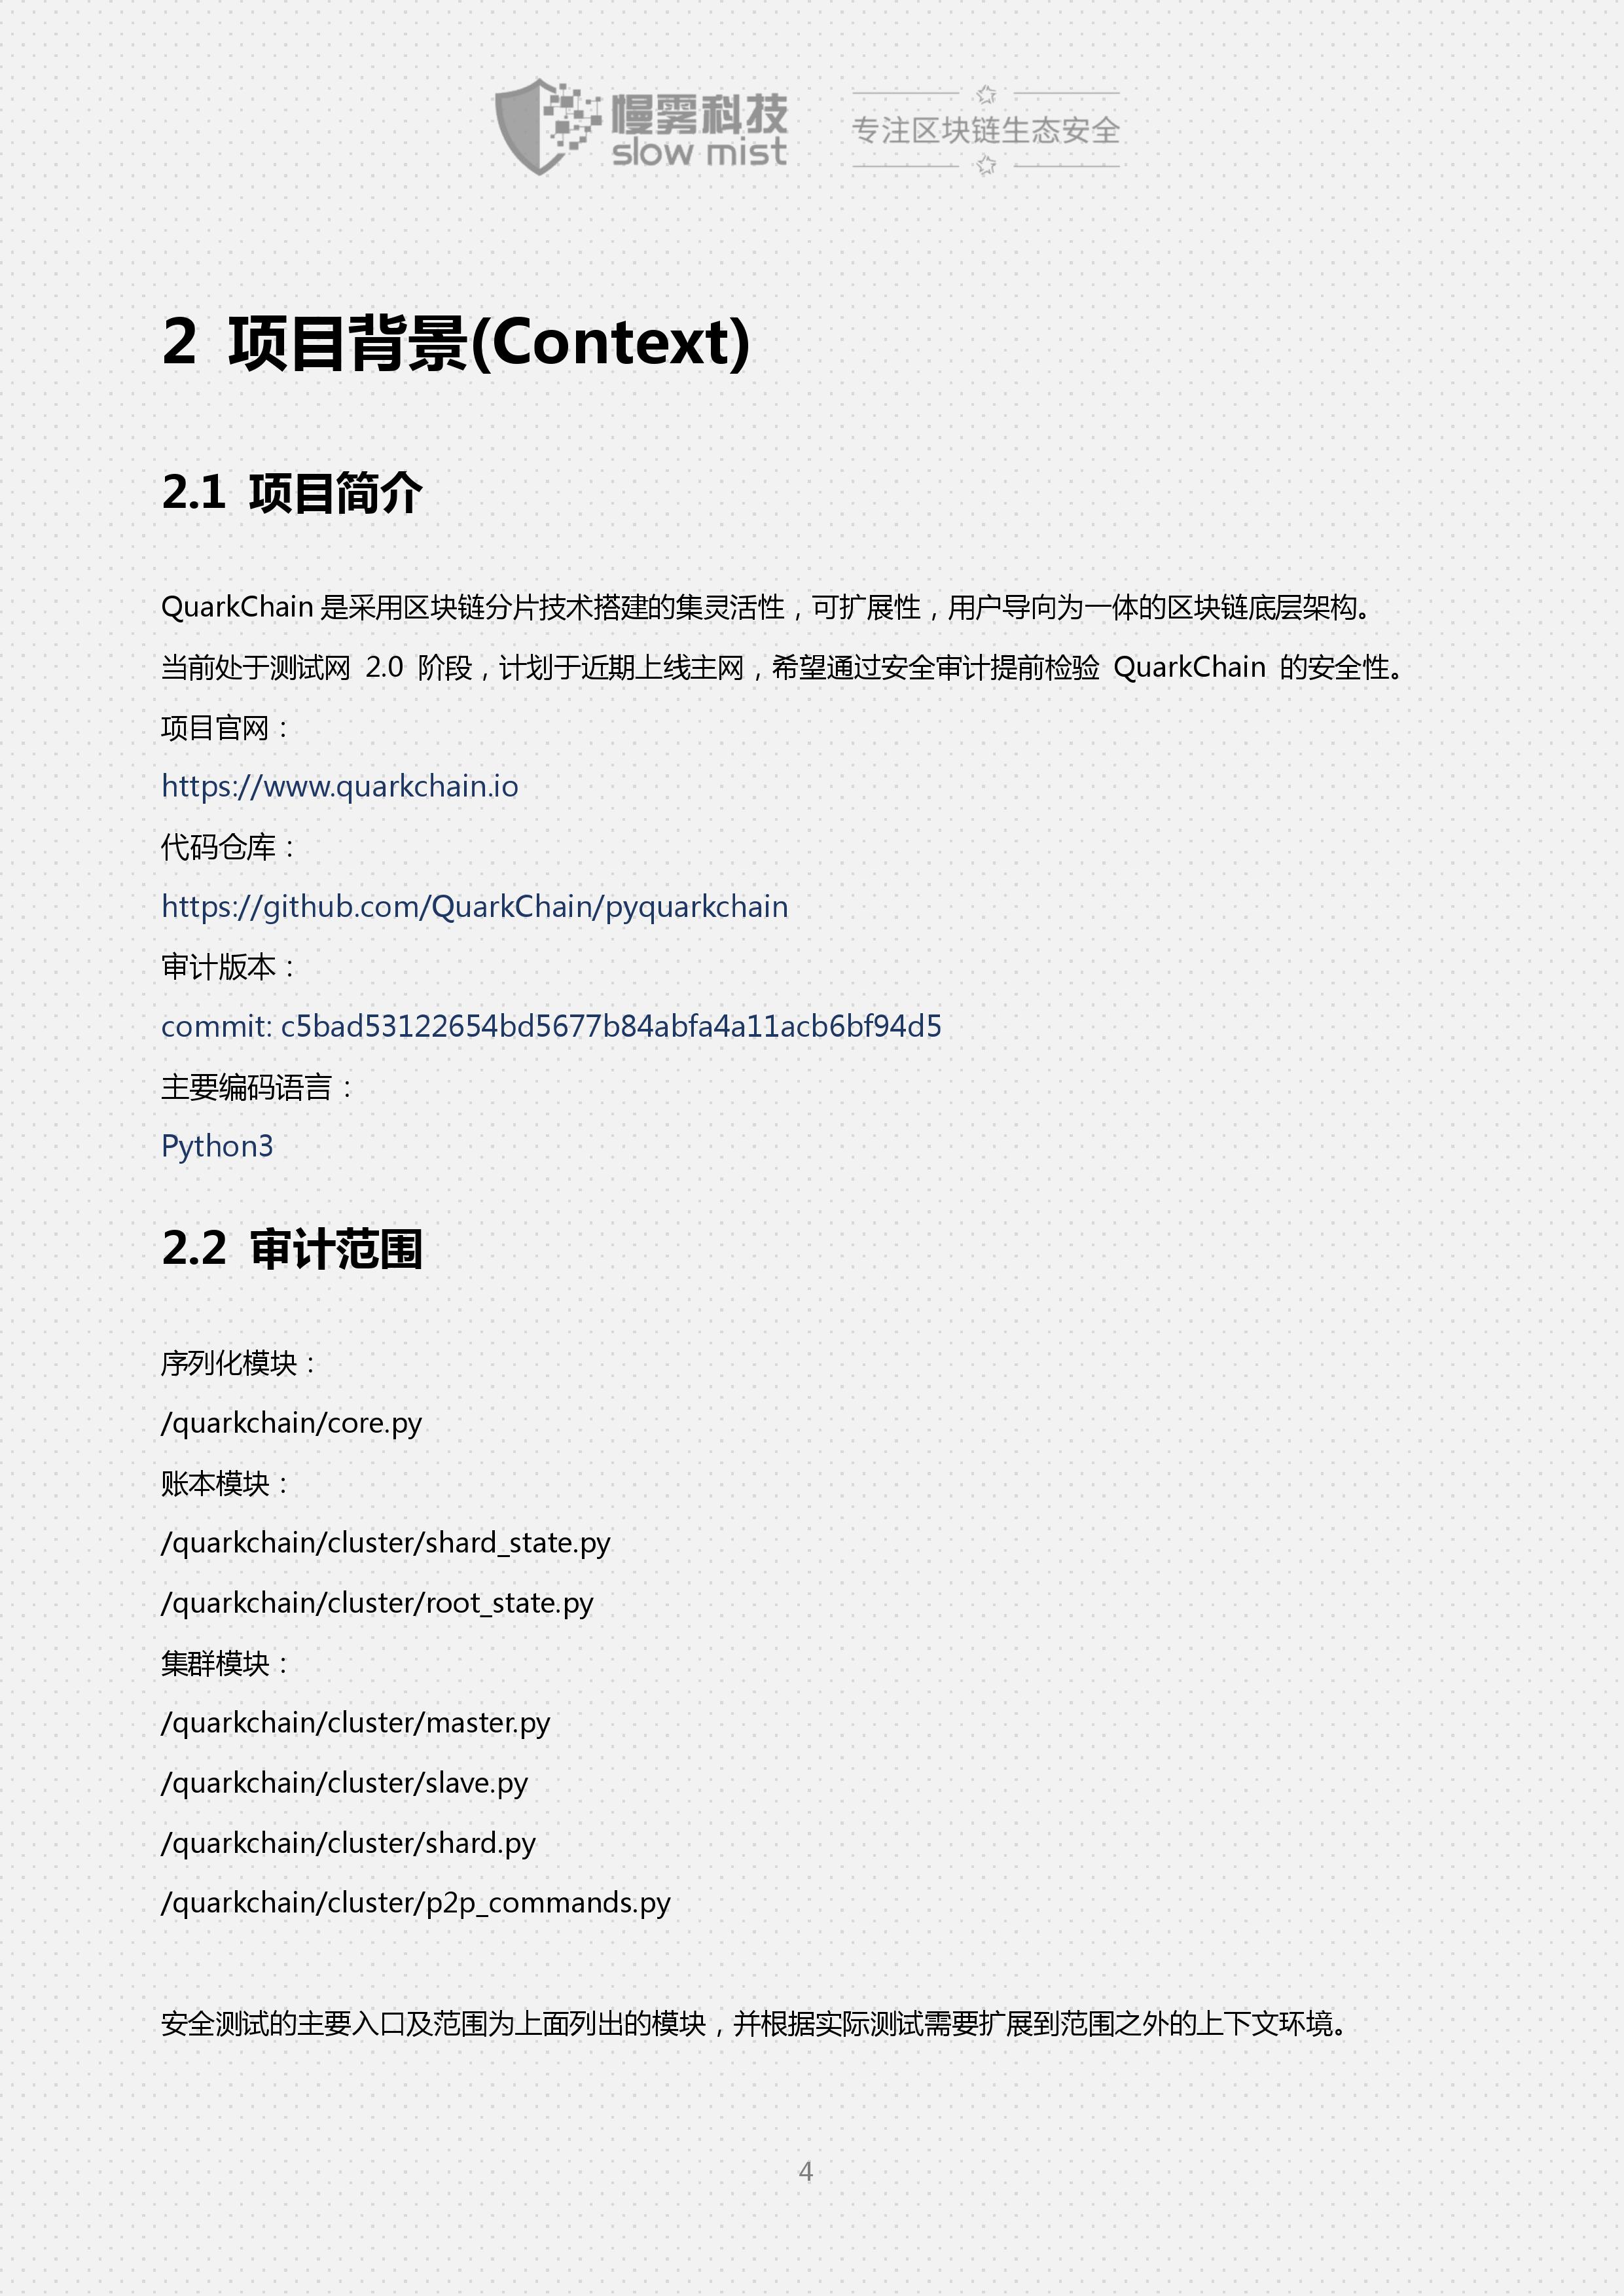 慢雾科技
slow mist
专注区块链生态安全
2 项目背景(Context)
2.1 项目简介
QuarkChain 是采用区块链分片技术搭建的集灵活性，可扩展性，用户导向为一体的区块链底层架构。
当前处于测试网 2.0 阶段，计划于近期上线主网，希望通过安全审计提前检验 QuarkChain 的安全性。
项目官网：
https://www.quarkchain.io
代码仓库：
https://github.com/QuarkChain/pyquarkchain
审计版本：
commit: c5bad53122654bd5677b84abfa4a11acb6bf94d5
主要编码语言：
Python3
2.2 审计范围
序列化模块：
/quarkchain/core.py
账本模块：
/quarkchain/cluster/shard_state.py
/quarkchain/cluster/root_state.py
集群模块：
/quarkchain/cluster/master.py
/quarkchain/cluster/slave.py
/quarkchain/cluster/shard.py
/quarkchain/cluster/p2p_commands.py
安全测试的主要入口及范围为上面列出的模块，并根据实际测试需要扩展到范围之外的上下文环境。
4